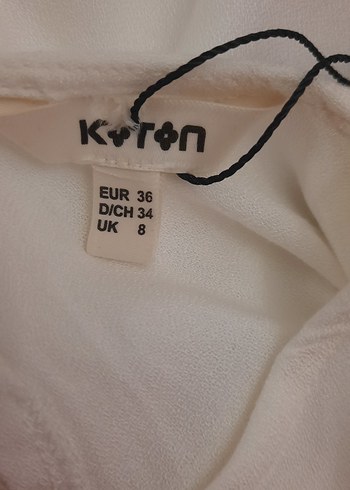 KOTON
EUR 36
D/CH 34
UK 8